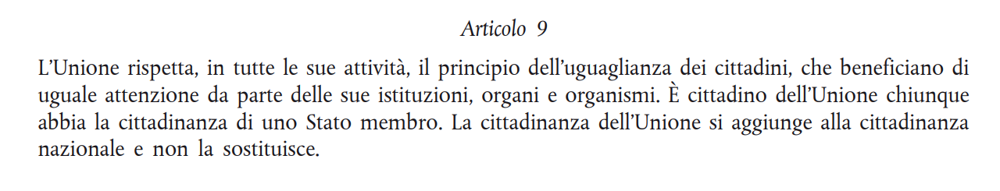 Articolo 9
L’Unione rispetta, in tutte le sue attività, il principio dell’uguaglianza dei cittadini, che beneficiano di
uguale attenzione da parte delle sue istituzioni, organi e organismi. È cittadino dell’Unione chiunque
abbia la cittadinanza di uno Stato membro. La cittadinanza dell’Unione si aggiunge alla cittadinanza
nazionale e non la sostituisce.